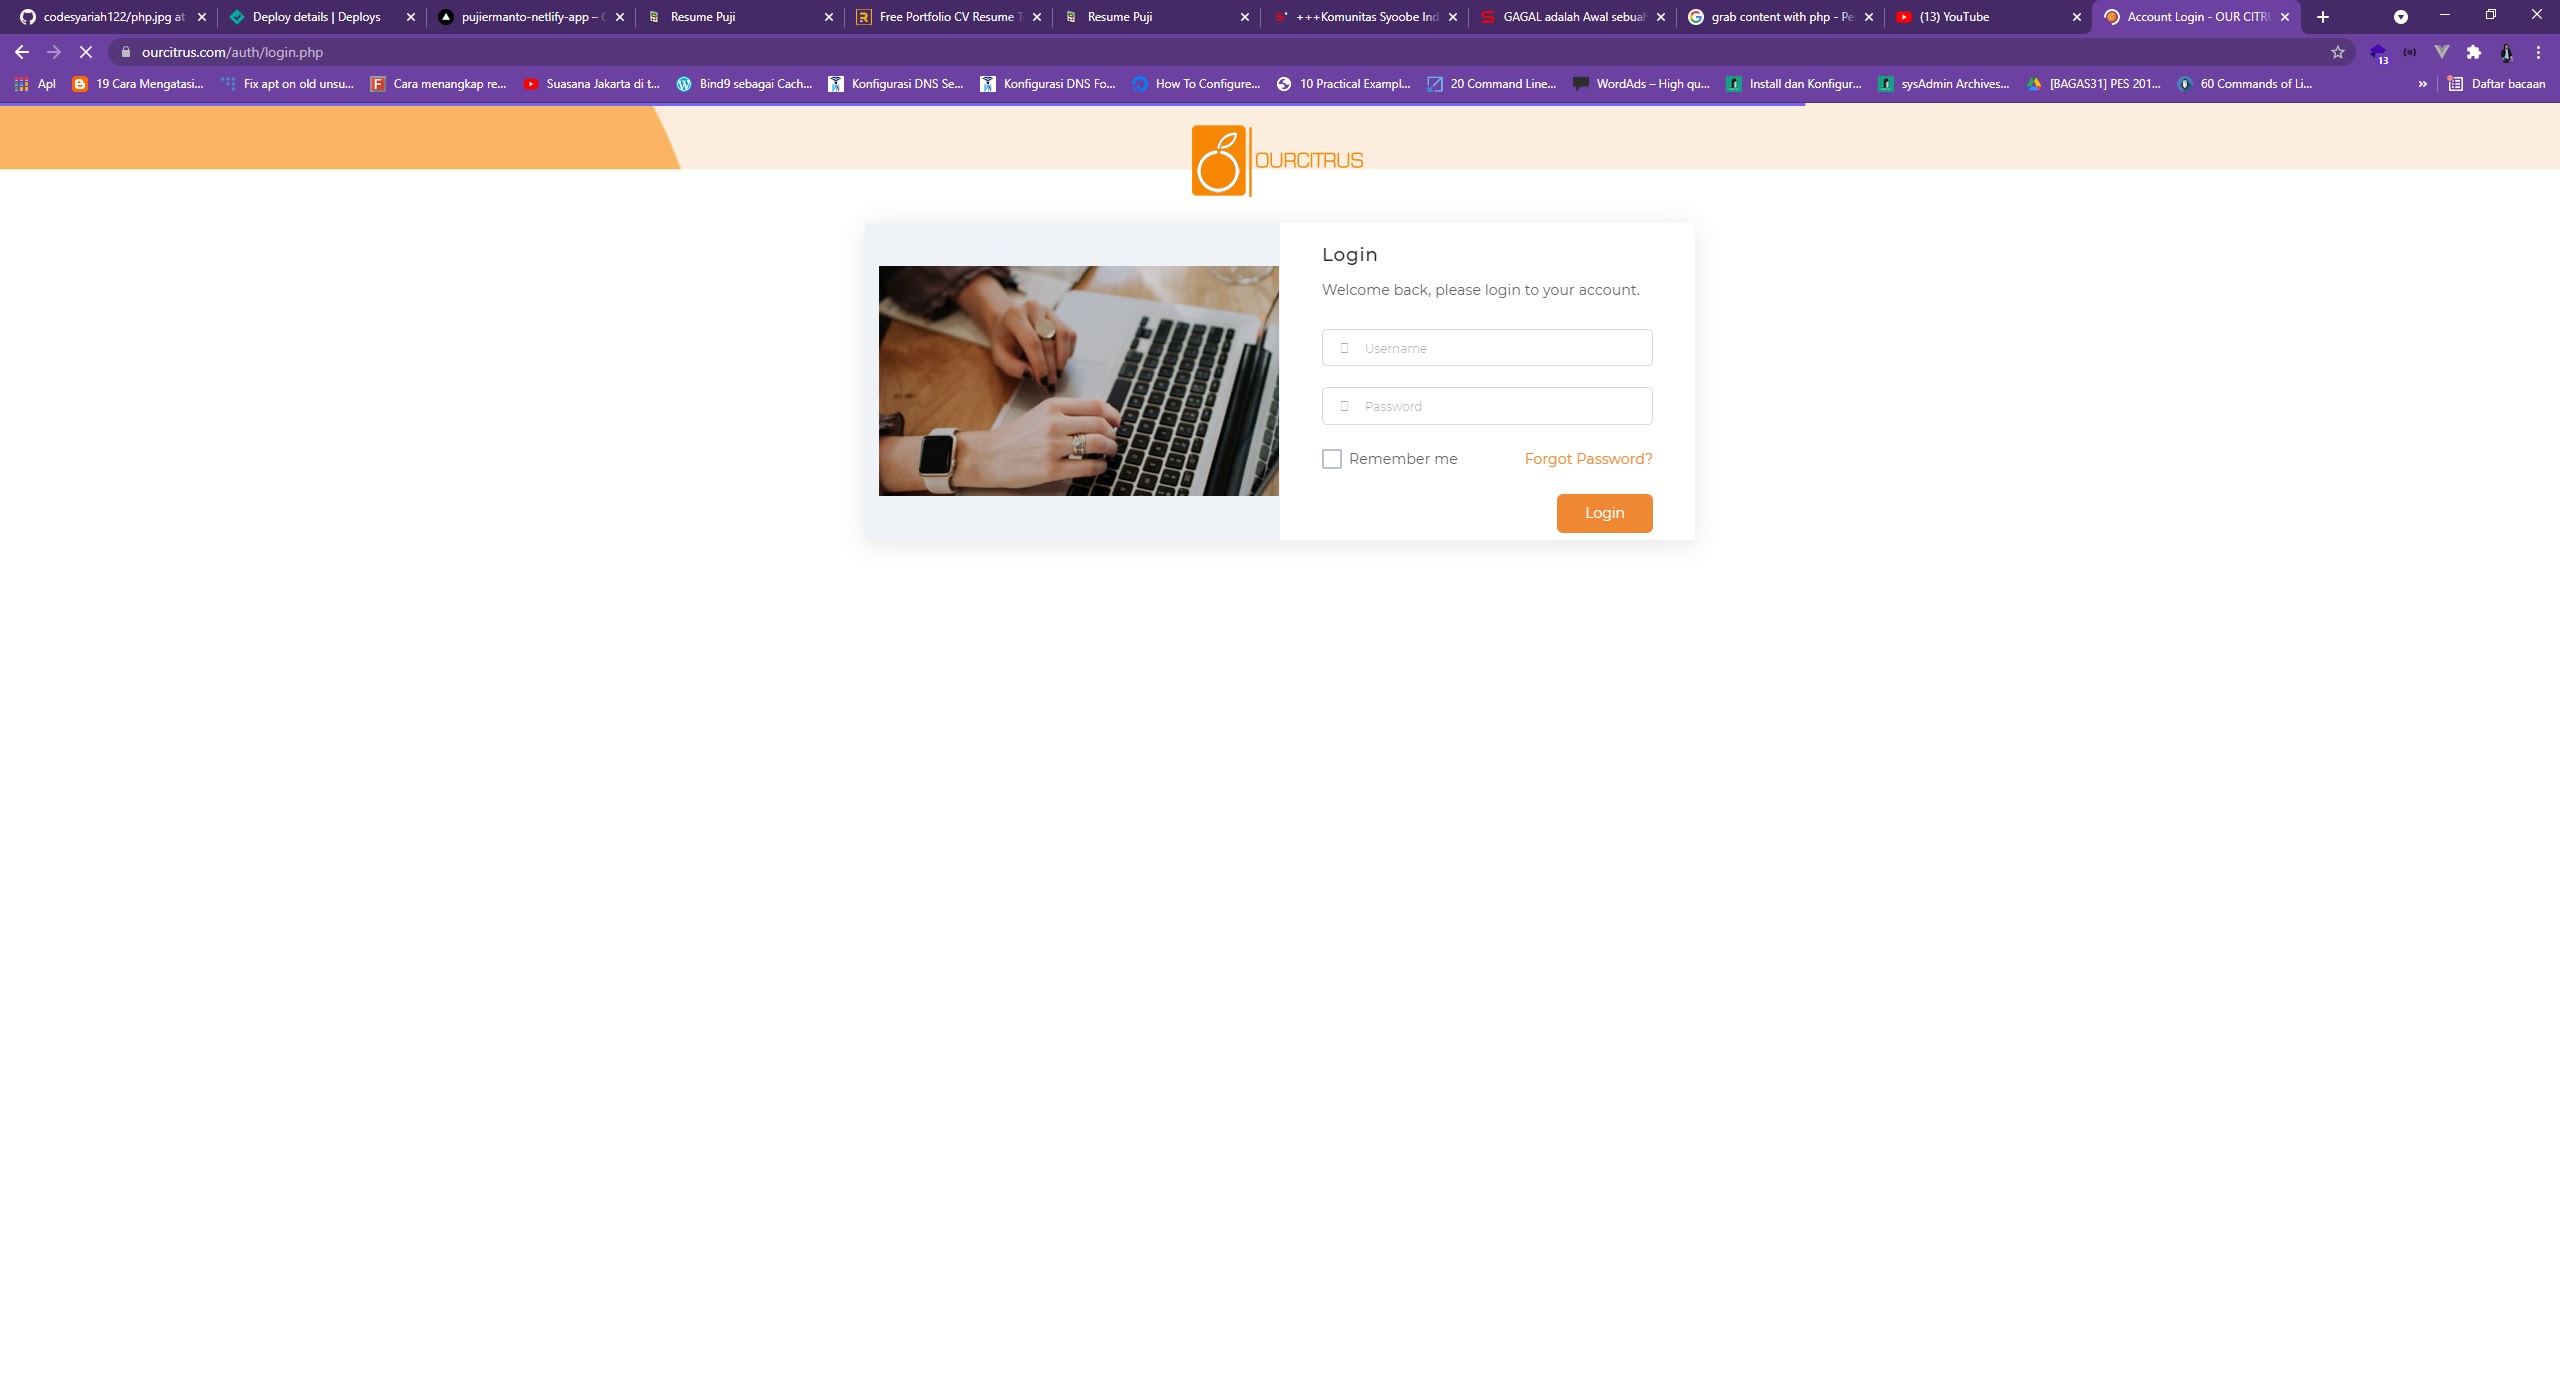 codesyariah122/php.jpg at
Deploy details | Deploys
pujiermanto-netlify-app – 
Resume Puji
Free Portfolio CV Resume
Resume Puji
+++Komunitas Syoobe Ind
GAGAL adalah Awal sebuah
grab content with php - Pe
(13) YouTube
Account Login - OUR CITRU
ourcitrus.com/auth/login.php
13
Apl
19 Cara Mengatasi...
Fix apt on old unsu...
Cara menangkap re...
Suasana Jakarta di t...
Bind9 sebagai Cach...
Konfigurasi DNS Se...
Konfigurasi DNS Fo...
How To Configure...
10 Practical Exampl...
20 Command Line...
WordAds – High qu...
Install dan Konfigur...
sysAdmin Archives...
[BAGAS31] PES 201...
60 Commands of Li...
»
Daftar bacaan
OURCITRUS
Login
Welcome back, please login to your account.
Username
Password
Remember me
Forgot Password?
Login